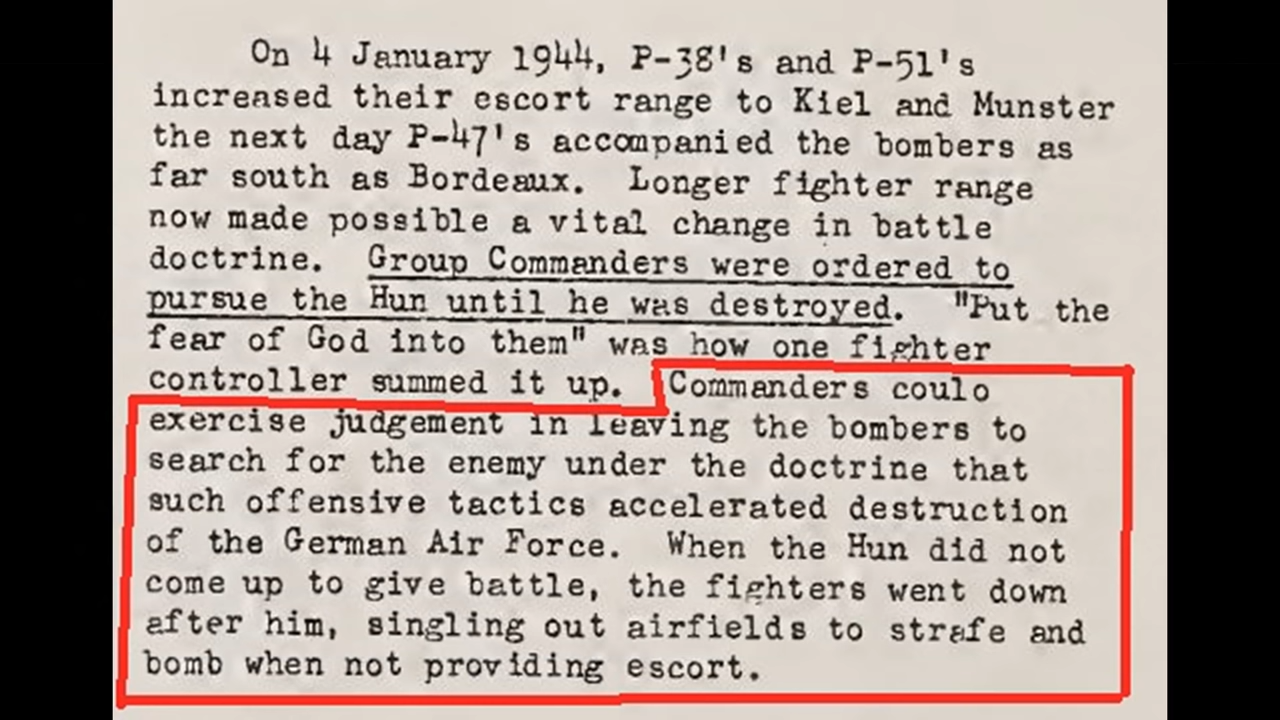 On 4 January 1944, P-38's and P-51's
increased their escort range to Kiel and Munster
the next day P-47's accompanied the bombers as
far south as Bordeaux. Longer fighter range
now made possible a vital change in battle
doctrine. Group Commanders were ordered to
pursue the Hun until he was destroyed. "Put the
fear of God into them" was how one fighter
controller summed it up. Commanders could
exercise judgement in leaving the bombers to
search for the enemy under the doctrine that
such offensive tactics accelerated destruction
of the German Air Force. When the Hun did not
come up to give battle, the fighters went down
after him, singling out airfields to strafe and
bomb when not providing escort.